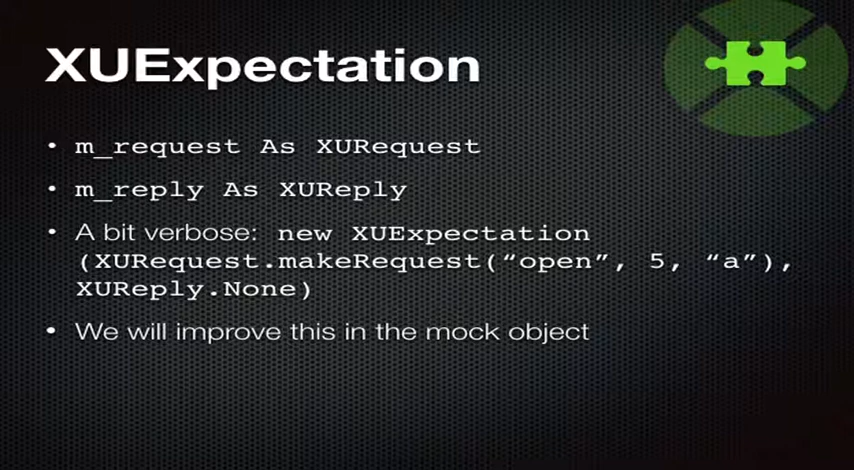 XUExpectation
• m_request As XURequest
• m_reply As XUReply
• A bit verbose: new XUExpectation
(XURequest.makeRequest(“open”, 5, “a”),
XUReply.None)
• We will improve this in the mock object